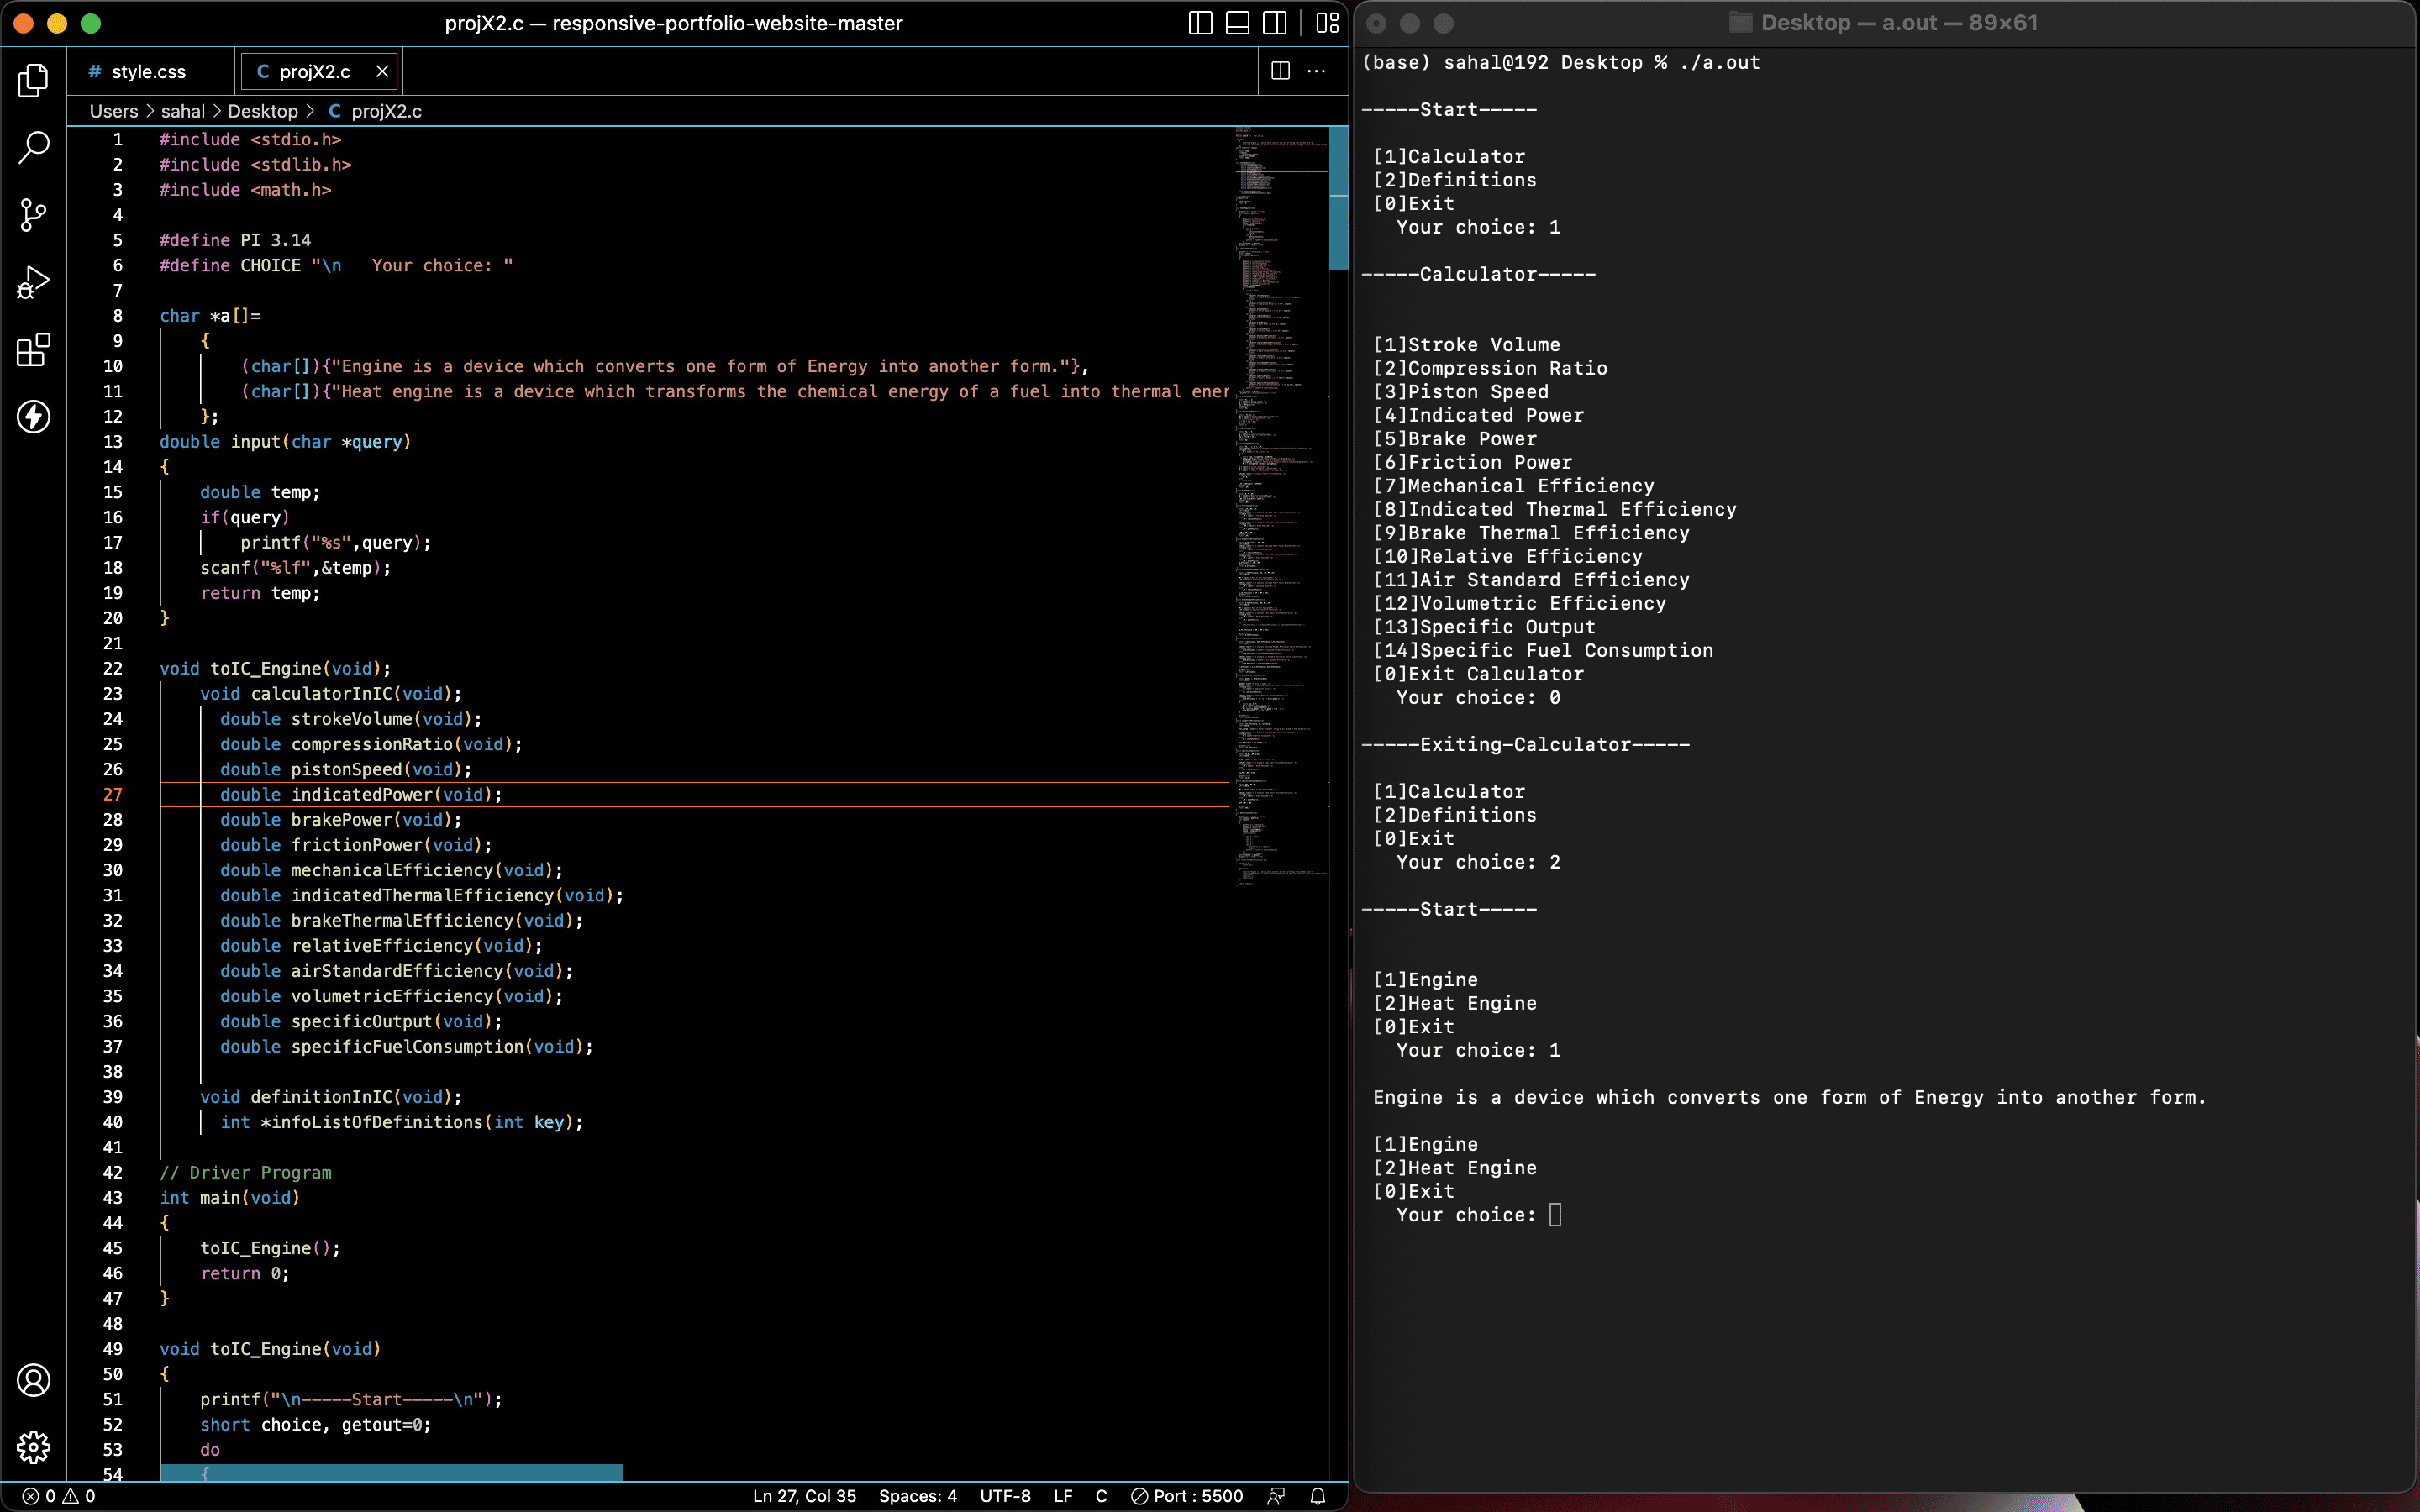 projX2.c — responsive-portfolio-website-master
# style.css
C projX2.c
Users > sahal > Desktop > C projX2.c
1 #include <stdio.h>
2 #include <stdlib.h>
3 #include <math.h>
4
5 #define PI 3.14
6 #define CHOICE "\n   Your choice: "
7
8 char *a[]=
9     {
10         (char[]){"Engine is a device which converts one form of Energy into another form."},
11         (char[]){"Heat engine is a device which transforms the chemical energy of a fuel into thermal ener
12     };
13 double input(char *query)
14 {
15     double temp;
16     if(query)
17         printf("%s",query);
18     scanf("%lf",&temp);
19     return temp;
20 }
21
22 void toIC_Engine(void);
23     void calculatorInIC(void);
24       double strokeVolume(void);
25       double compressionRatio(void);
26       double pistonSpeed(void);
27       double indicatedPower(void);
28       double brakePower(void);
29       double frictionPower(void);
30       double mechanicalEfficiency(void);
31       double indicatedThermalEfficiency(void);
32       double brakeThermalEfficiency(void);
33       double relativeEfficiency(void);
34       double airStandardEfficiency(void);
35       double volumetricEfficiency(void);
36       double specificOutput(void);
37       double specificFuelConsumption(void);
38
39     void definitionInIC(void);
40       int *infoListOfDefinitions(int key);
41
42 // Driver Program
43 int main(void)
44 {
45     toIC_Engine();
46     return 0;
47 }
48
49 void toIC_Engine(void)
50 {
51     printf("\n-----Start-----\n");
52     short choice, getout=0;
53     do
54     {
0 0
Ln 27, Col 35
Spaces: 4
UTF-8
LF
C
Port : 5500
Desktop — a.out — 89×61
(base) sahal@192 Desktop % ./a.out
-----Start-----
[1]Calculator
[2]Definitions
[0]Exit
Your choice: 1
-----Calculator-----
[1]Stroke Volume
[2]Compression Ratio
[3]Piston Speed
[4]Indicated Power
[5]Brake Power
[6]Friction Power
[7]Mechanical Efficiency
[8]Indicated Thermal Efficiency
[9]Brake Thermal Efficiency
[10]Relative Efficiency
[11]Air Standard Efficiency
[12]Volumetric Efficiency
[13]Specific Output
[14]Specific Fuel Consumption
[0]Exit Calculator
Your choice: 0
-----Exiting-Calculator-----
[1]Calculator
[2]Definitions
[0]Exit
Your choice: 2
-----Start-----
[1]Engine
[2]Heat Engine
[0]Exit
Your choice: 1
Engine is a device which converts one form of Energy into another form.
[1]Engine
[2]Heat Engine
[0]Exit
Your choice: